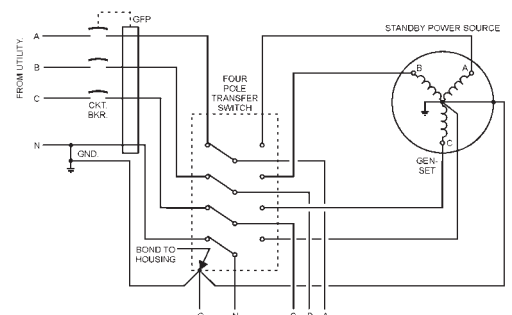 GFP
STANDBY POWER SOURCE
FROM UTILITY.
A
B
C
N
CKT.
BKR.
GND.
FOUR
POLE
TRANSFER
SWITCH
B
A
C
GEN-
SET
BOND TO
HOUSING